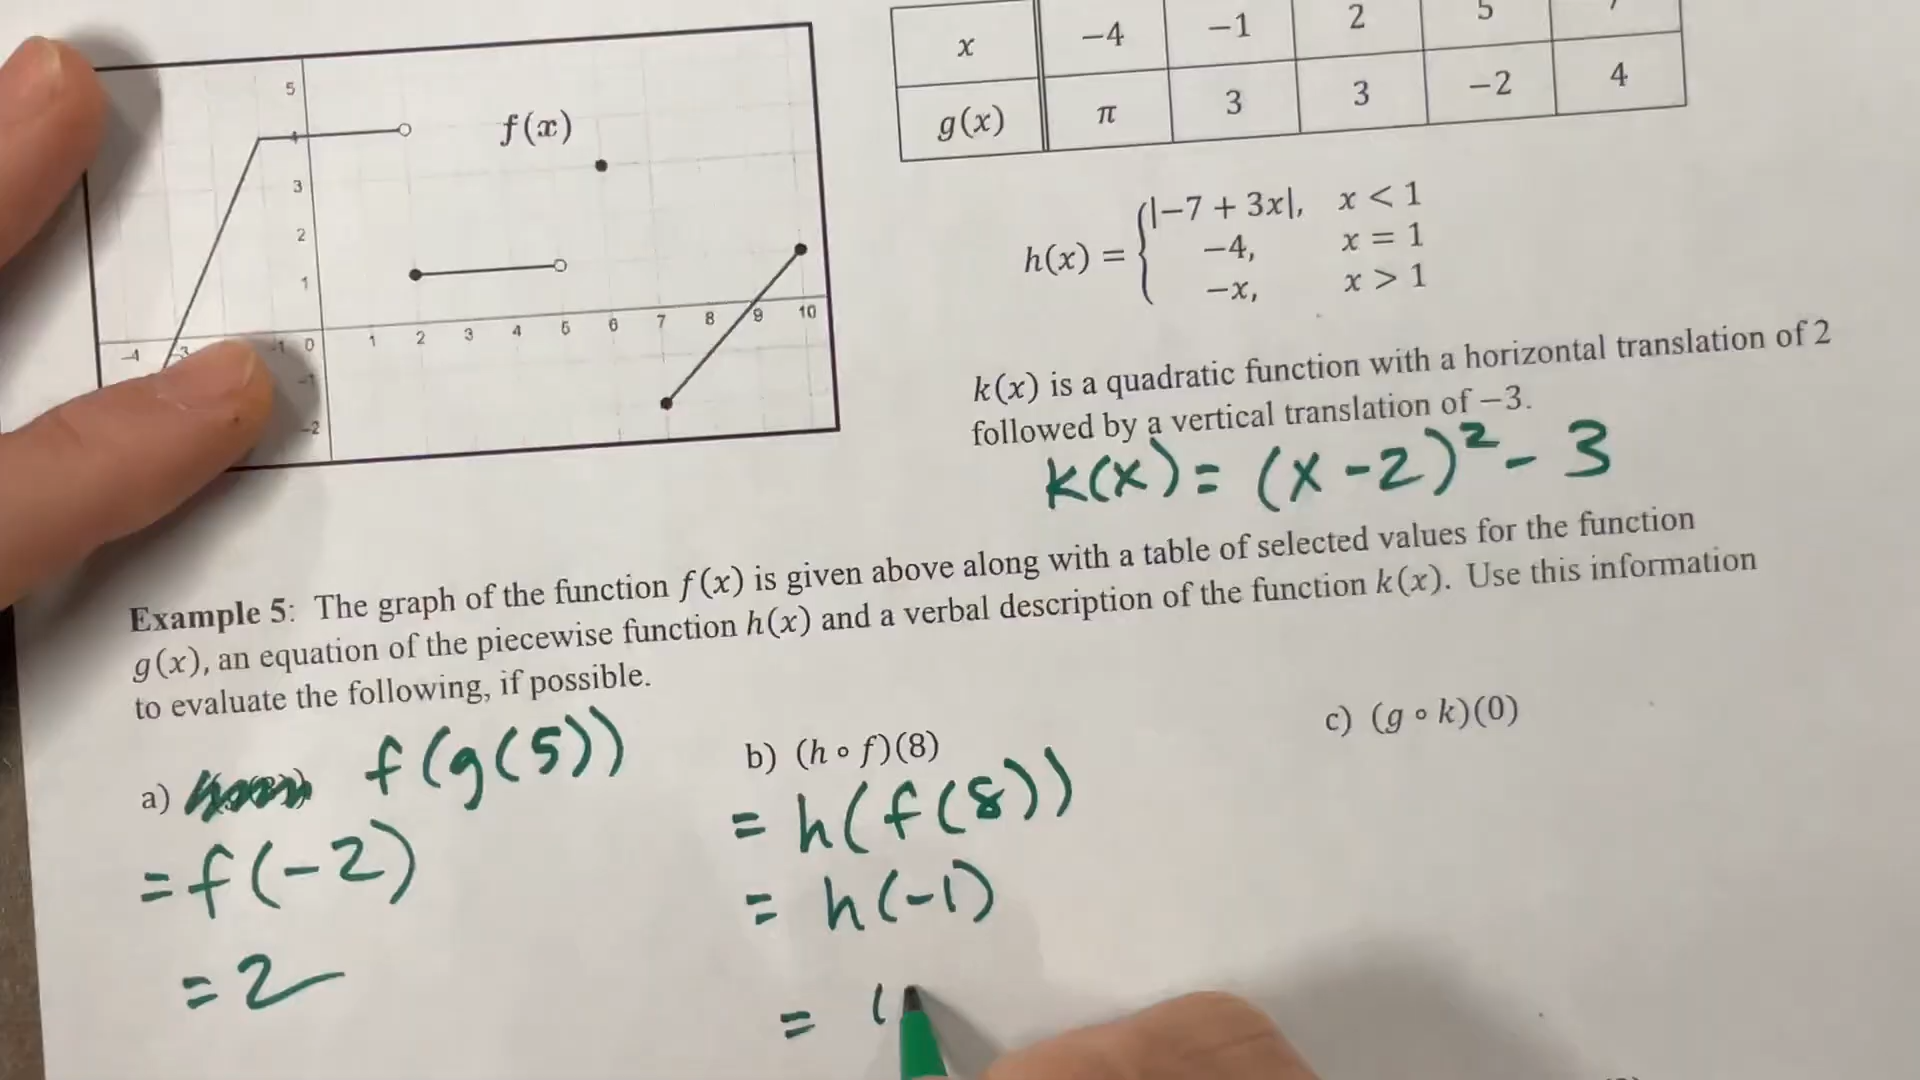 5
4
3
2
1
-4 -3 -1 0 1 2 3 4 5 6 7 8 9 10
-1
-2
f(x)
x −4 −1 2 5
g(x) π 3 3 −2 4
h(x) = { |−7 + 3x|, x < 1
−4, x = 1
−x, x > 1
k(x) is a quadratic function with a horizontal translation of 2
followed by a vertical translation of −3.
k(x) = (x - 2)² - 3
Example 5: The graph of the function f(x) is given above along with a table of selected values for the function
g(x), an equation of the piecewise function h(x) and a verbal description of the function k(x). Use this information
to evaluate the following, if possible.
a) f(g(5))
= f(-2)
= 2
b) (h ∘ f)(8)
= h(f(8))
= h(-1)
=
c) (g ∘ k)(0)